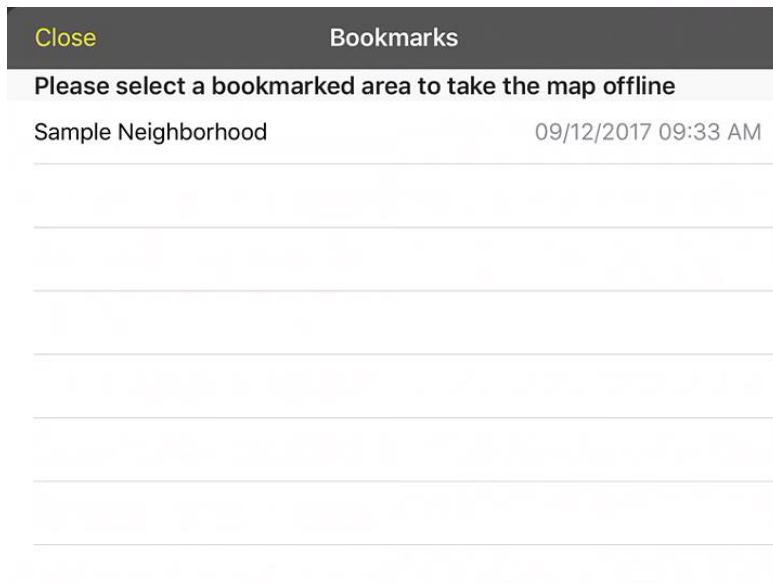 Close Bookmarks
Please select a bookmarked area to take the map offline
Sample Neighborhood 09/12/2017 09:33 AM